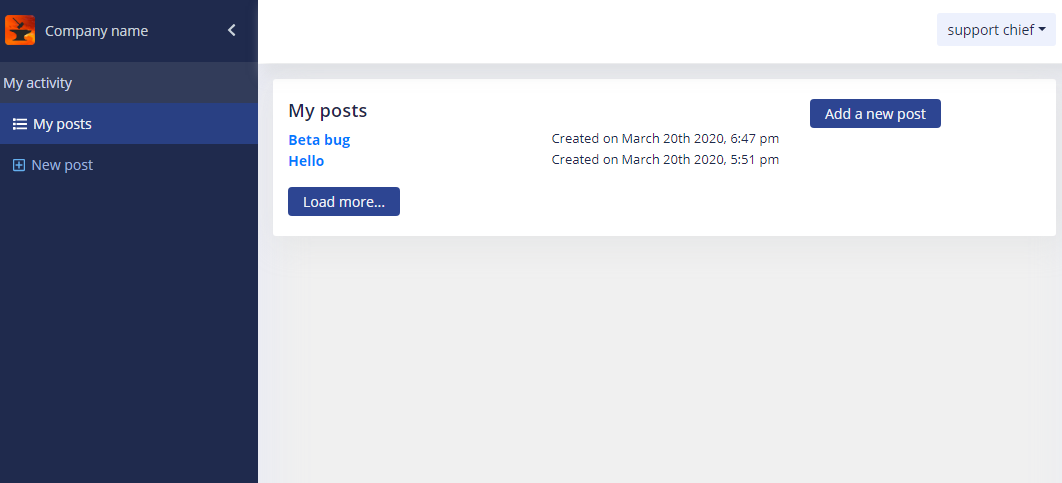 Company name
support chief
My activity
My posts
New post
My posts
Add a new post
Beta bug Created on March 20th 2020, 6:47 pm
Hello Created on March 20th 2020, 5:51 pm
Load more...